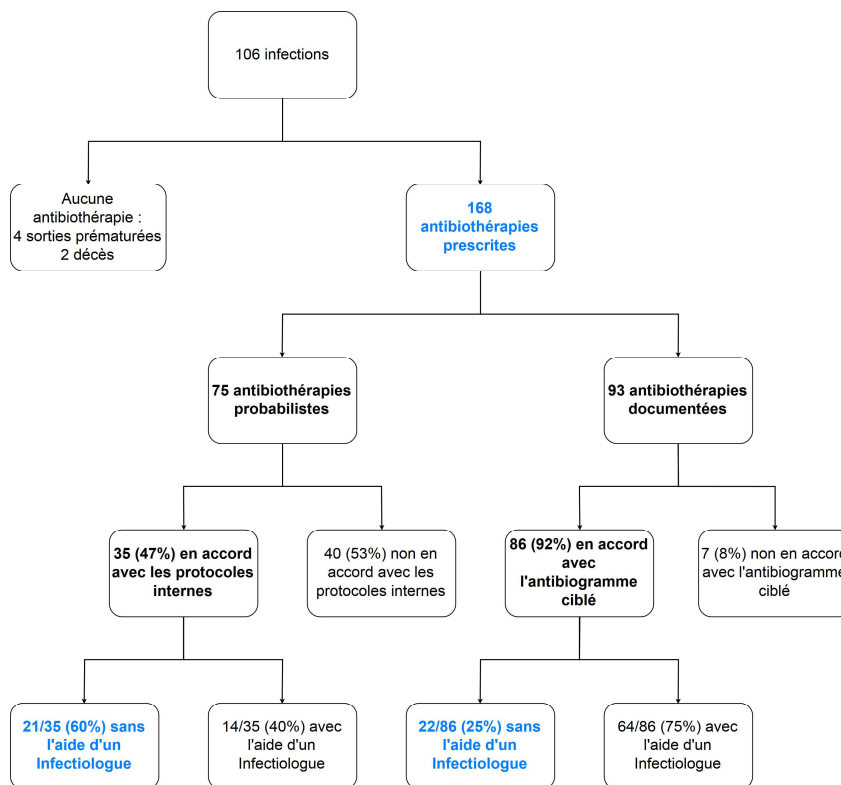 106 infections
Aucune
antibiothérapie :
4 sorties prématurées
2 décès
168
antibiothérapies
prescrites
75 antibiothérapies
probabilistes
93 antibiothérapies
documentées
35 (47%) en accord
avec les protocoles
internes
40 (53%) non en
accord avec les
protocoles internes
86 (92%) en accord
avec
l'antibiogramme
ciblé
7 (8%) non en accord
avec l'antibiogramme
ciblé
21/35 (60%) sans
l'aide d'un
Infectiologue
14/35 (40%) avec
l'aide d'un
Infectiologue
22/86 (25%) sans
l'aide d'un
Infectiologue
64/86 (75%) avec
l'aide d'un
Infectiologue